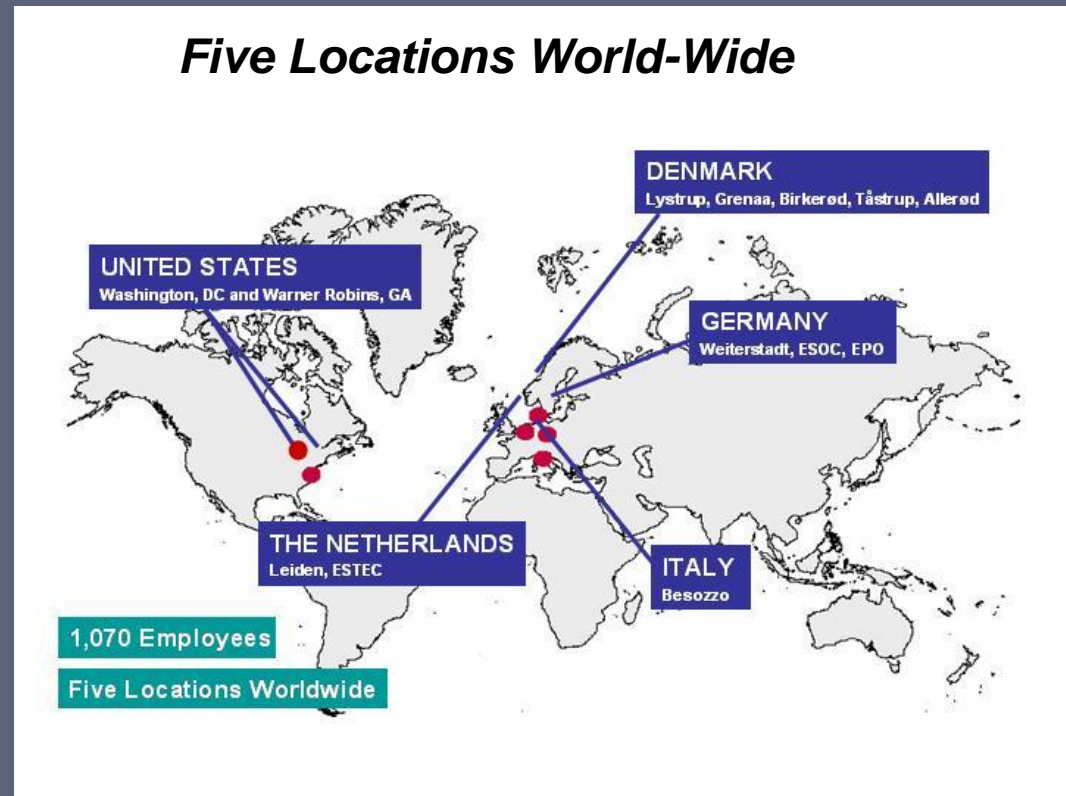 Five Locations World-Wide
DENMARK
Lystrup, Grenaa, Birkerød, Tåstrup, Allerød
UNITED STATES
Washington, DC and Warner Robins, GA
GERMANY
Weiterstadt, ESOC, EPO
THE NETHERLANDS
Leiden, ESTEC
ITALY
Besozzo
1,070 Employees
Five Locations Worldwide